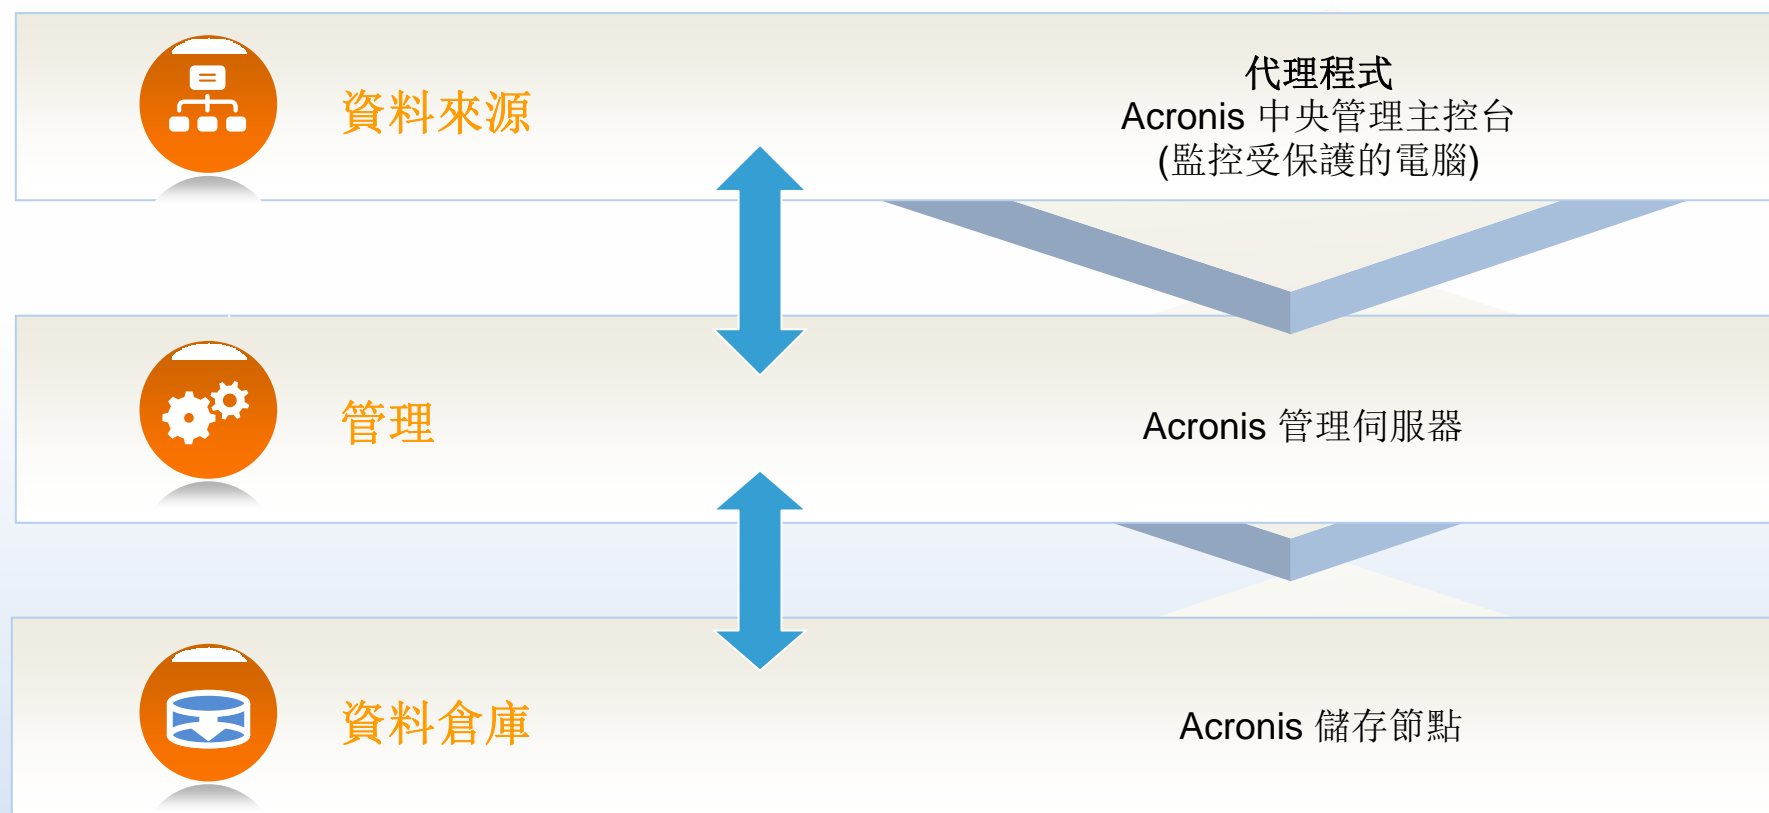 資料來源
代理程式
Acronis 中央管理主控台
(監控受保護的電腦)
管理
Acronis 管理伺服器
資料倉庫
Acronis 儲存節點